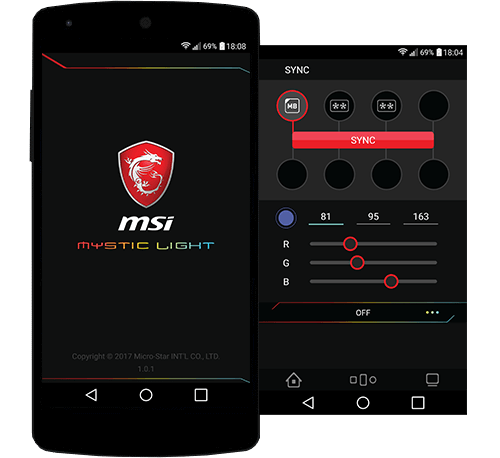 69% 18:08
msi
MYSTIC LIGHT
Copyright © 2017 Micro-Star INT'L CO., LTD.
1.0.1
69% 18:04
SYNC
MB
**
**
SYNC
81 95 163
R
G
B
OFF